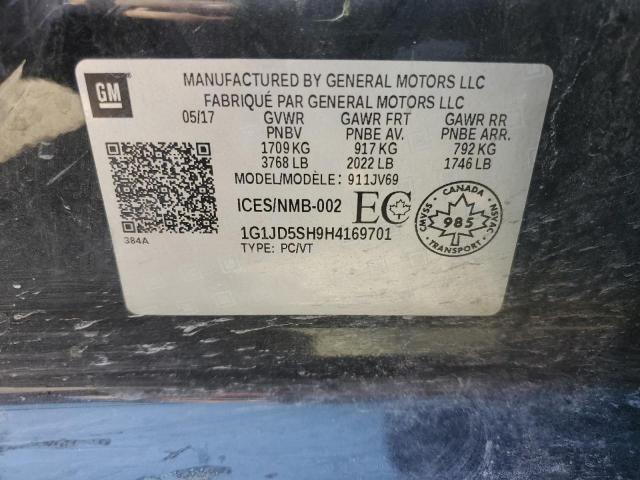 GM
MANUFACTURED BY GENERAL MOTORS LLC
FABRIQUÉ PAR GENERAL MOTORS LLC
05/17 GVWR GAWR FRT GAWR RR
PNBV PNBE AV. PNBE ARR.
1709 KG 917 KG 792 KG
3768 LB 2022 LB 1746 LB
MODEL/MODÈLE: 911JV69
ICES/NMB-002 EC
1G1JD5SH9H4169701
TYPE: PC/VT
384A
CANADA
CMVSS 985 NSVAC